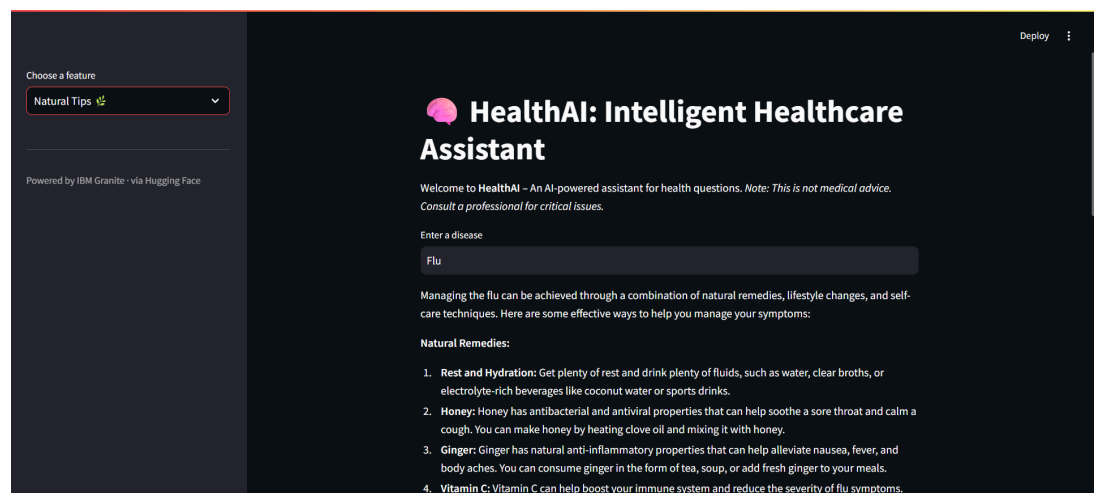 Deploy
Choose a feature
Natural Tips 🌿
Powered by IBM Granite · via Hugging Face
🧠 HealthAI: Intelligent Healthcare
Assistant
Welcome to HealthAI – An AI-powered assistant for health questions. Note: This is not medical advice.
Consult a professional for critical issues.
Enter a disease
Flu
Managing the flu can be achieved through a combination of natural remedies, lifestyle changes, and self-
care techniques. Here are some effective ways to help you manage your symptoms:
Natural Remedies:
1. Rest and Hydration: Get plenty of rest and drink plenty of fluids, such as water, clear broths, or
electrolyte-rich beverages like coconut water or sports drinks.
2. Honey: Honey has antibacterial and antiviral properties that can help soothe a sore throat and calm a
cough. You can make honey by heating clove oil and mixing it with honey.
3. Ginger: Ginger has natural anti-inflammatory properties that can help alleviate nausea, fever, and
body aches. You can consume ginger in the form of tea, soup, or add fresh ginger to your meals.
4. Vitamin C: Vitamin C can help boost your immune system and reduce the severity of flu symptoms.